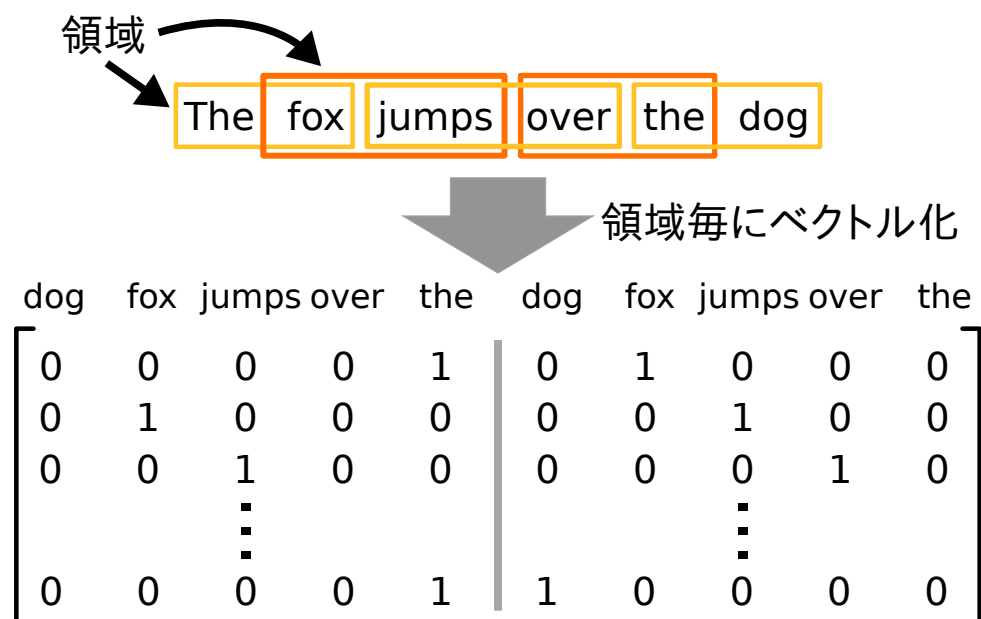 領域
The fox jumps over the dog
領域毎にベクトル化
dog fox jumps over the dog fox jumps over the
0 0 0 0 1 0 1 0 0 0
0 1 0 0 0 0 0 1 0 0
0 0 1 0 0 0 0 0 1 0
0 0 0 0 1 1 0 0 0 0